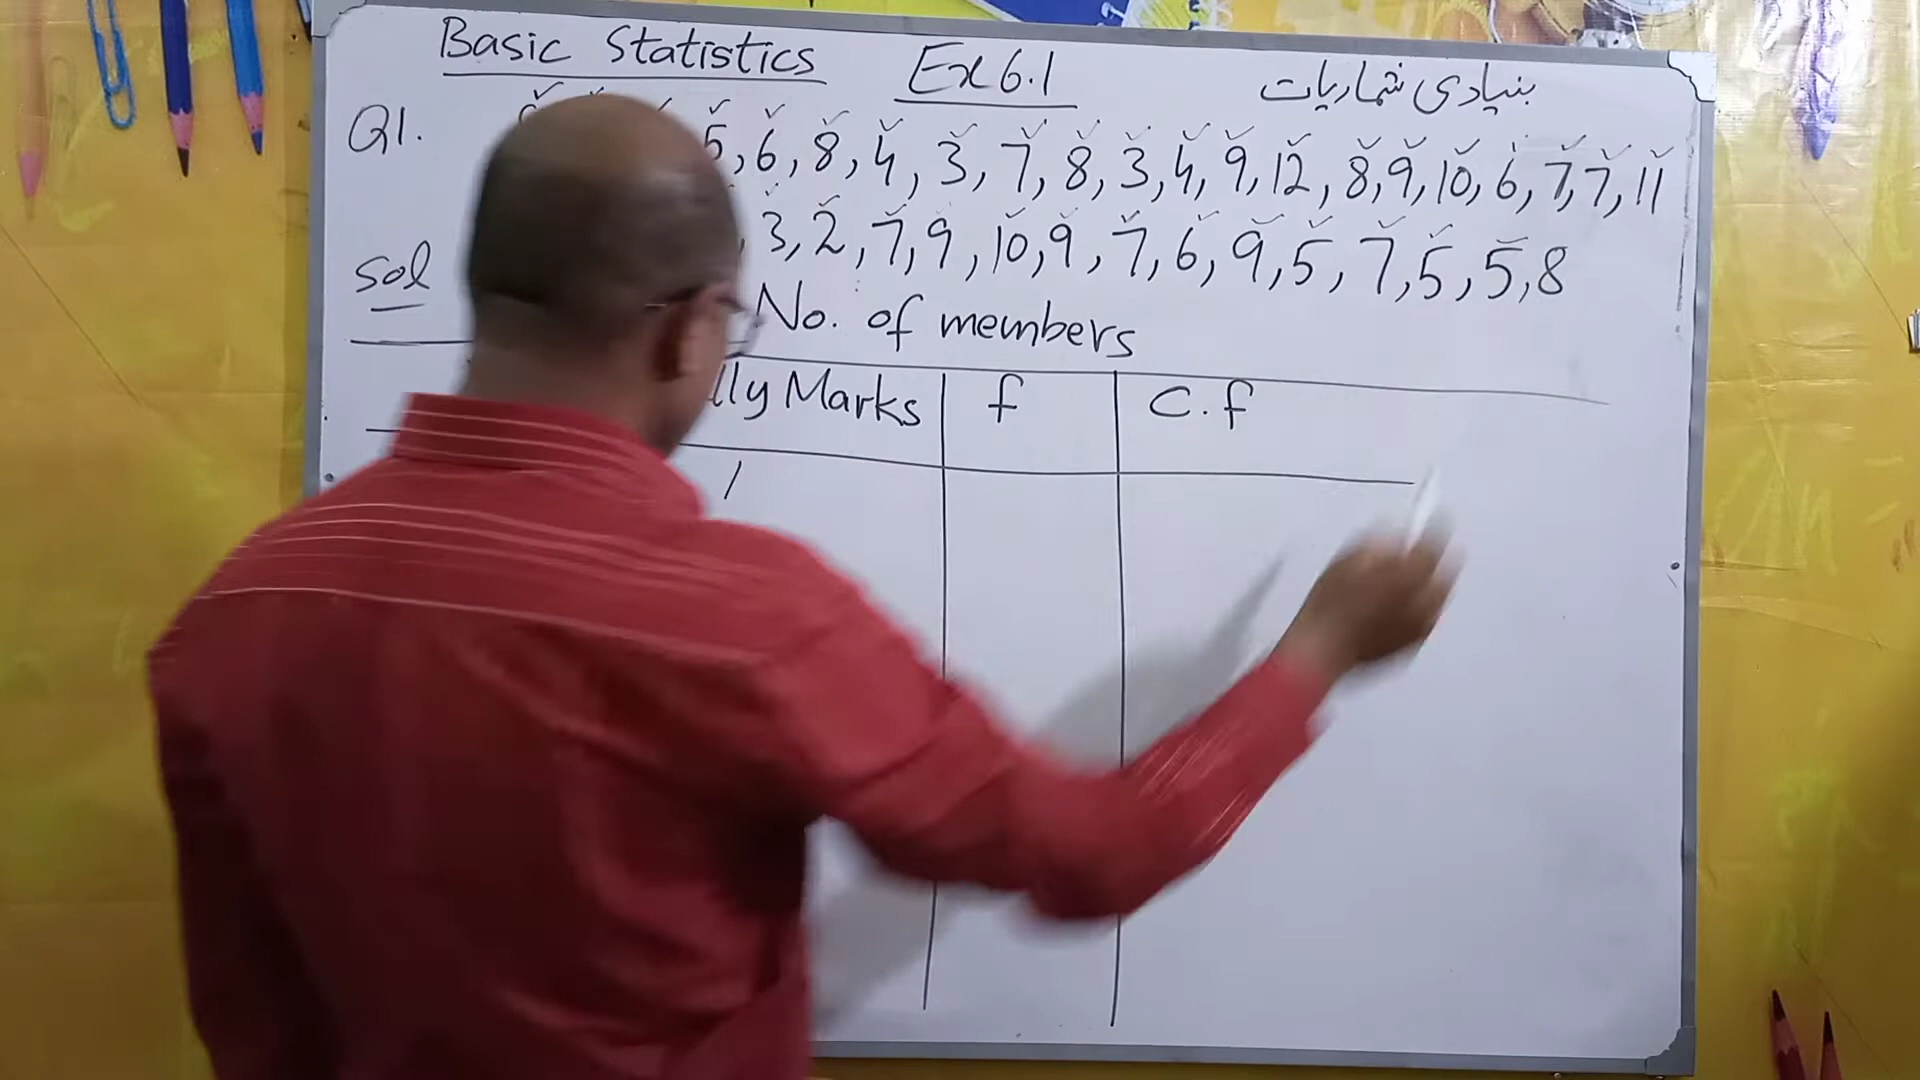 Basic Statistics Ex 6.1 بنیادی شماریات
Q1. 5, 6, 8, 4, 3, 7, 8, 3, 4, 9, 12, 8, 9, 10, 6, 7, 7, 11
, 3, 2, 7, 9, 10, 9, 7, 6, 9, 5, 7, 5, 5, 8
Sol
No. of members
lly Marks f C.f
/